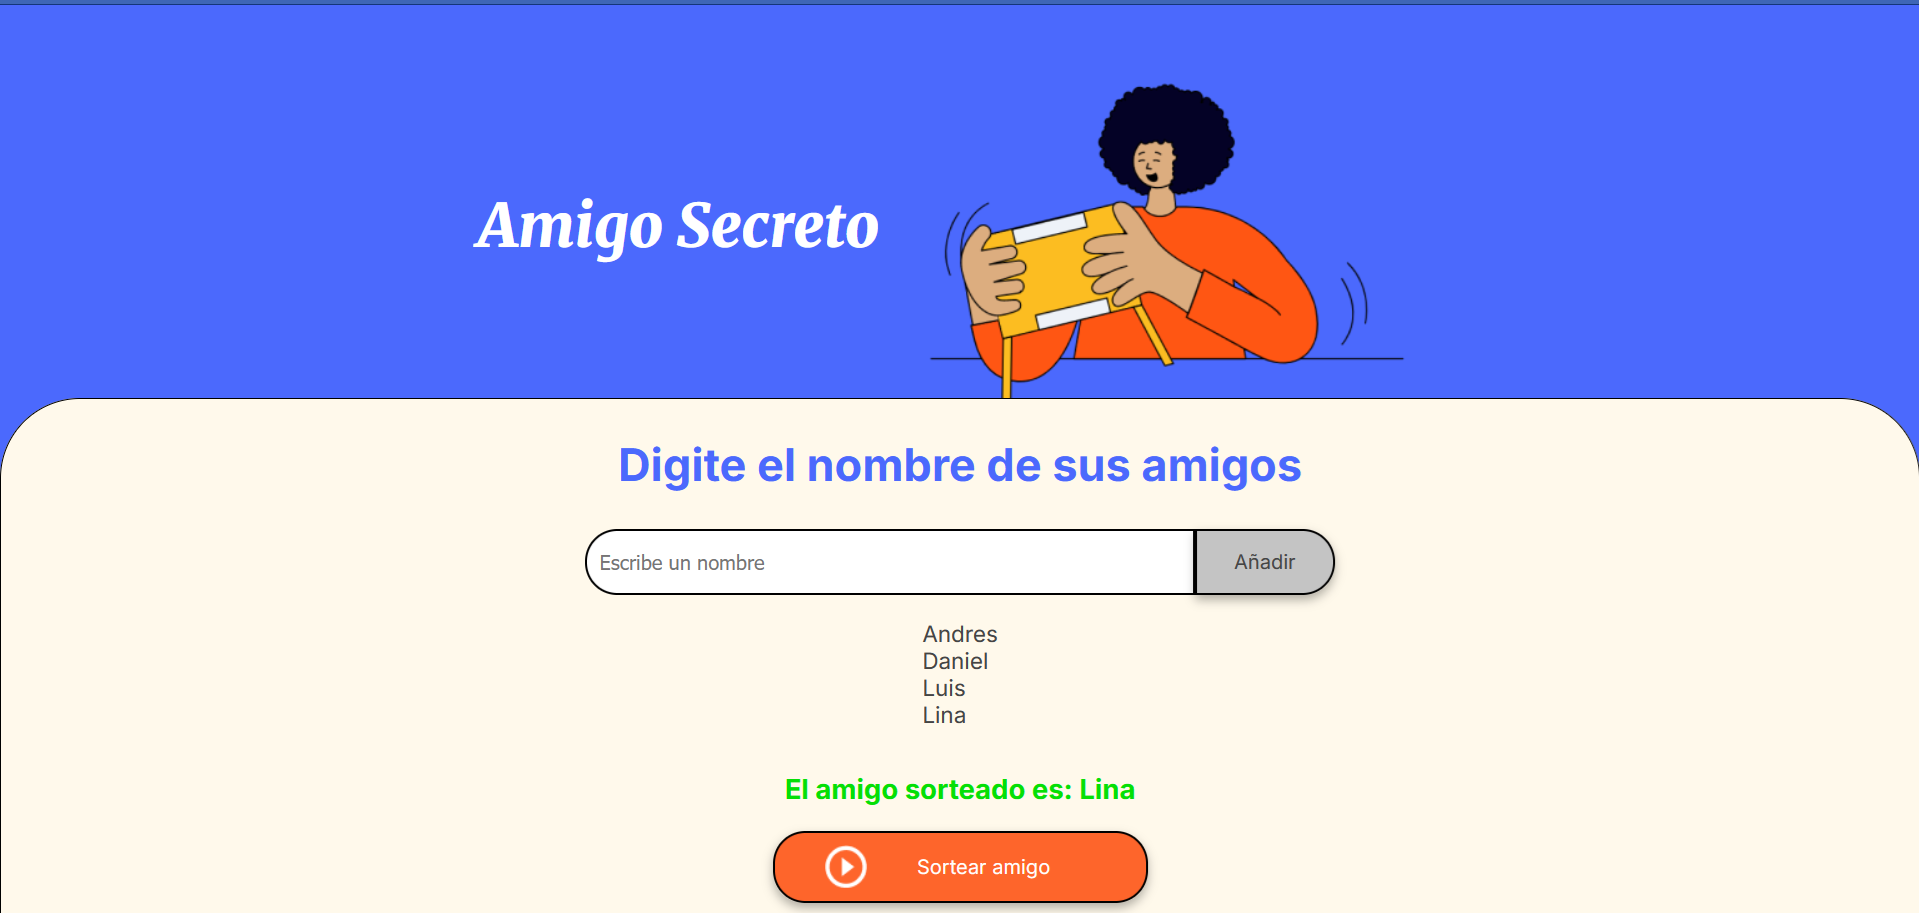 Amigo Secreto
Digite el nombre de sus amigos
Escribe un nombre
Añadir
Andres
Daniel
Luis
Lina
El amigo sorteado es: Lina
Sortear amigo